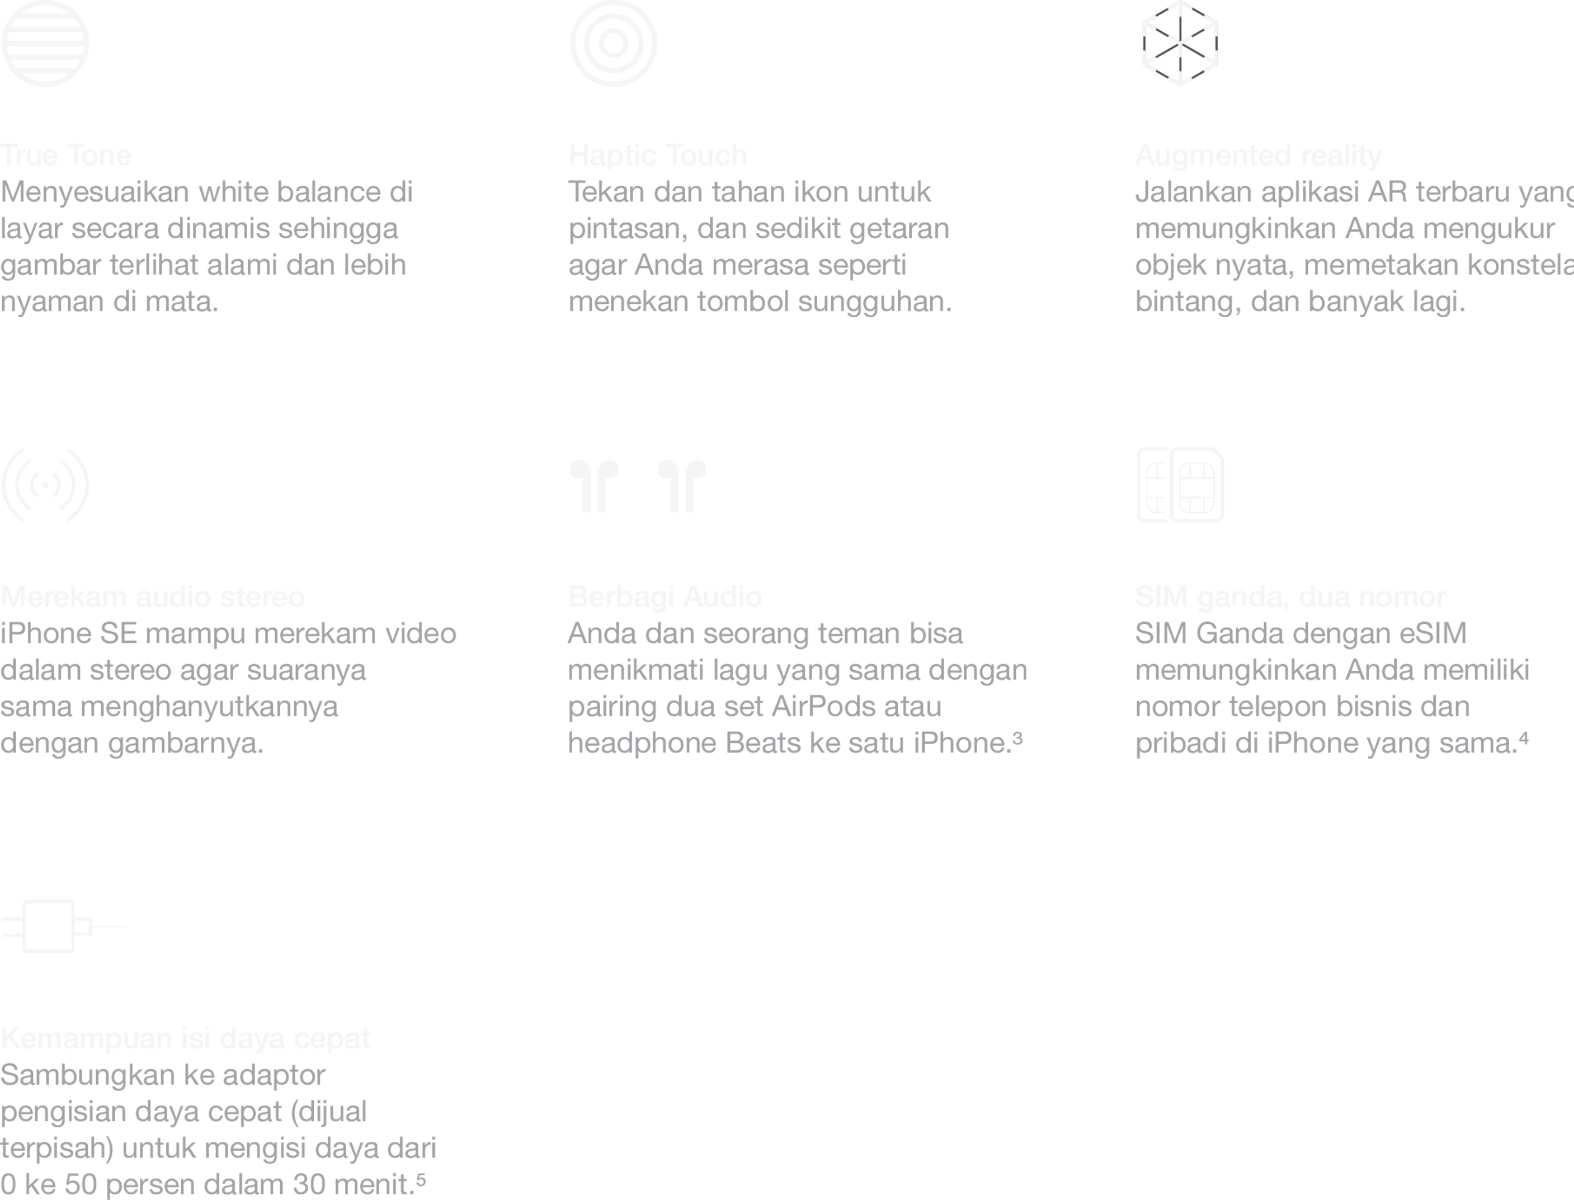 True Tone
Menyesuaikan white balance di
layar secara dinamis sehingga
gambar terlihat alami dan lebih
nyaman di mata.
Haptic Touch
Tekan dan tahan ikon untuk
pintasan, dan sedikit getaran
agar Anda merasa seperti
menekan tombol sungguhan.
Augmented reality
Jalankan aplikasi AR terbaru yang
memungkinkan Anda mengukur
objek nyata, memetakan
bintang, dan banyak lagi.
Merekam audio stereo
iPhone SE mampu merekam video
dalam stereo agar suaranya
sama menghanyutkannya
dengan gambarnya.
Berbagi Audio
Anda dan seorang teman bisa
menikmati lagu yang sama dengan
pairing dua set AirPods atau
headphone Beats ke satu iPhone.³
SIM ganda, dua nomor
SIM Ganda dengan eSIM
memungkinkan Anda memiliki
nomor telepon bisnis dan
pribadi di iPhone yang sama.⁴
Kemampuan isi daya cepat
Sambungkan ke adaptor
pengisian daya cepat (dijual
terpisah) untuk mengisi daya dari
0 ke 50 persen dalam 30 menit.⁵